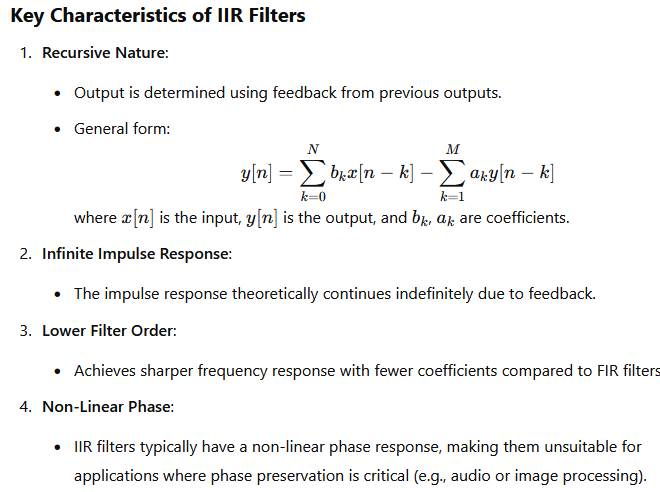 Key Characteristics of IIR Filters
1. Recursive Nature:
• Output is determined using feedback from previous outputs.
• General form:
y[n] = ∑_{k=0}^{N} b_k x[n − k] − ∑_{k=1}^{M} a_k y[n − k]
where x[n] is the input, y[n] is the output, and b_k, a_k are coefficients.
2. Infinite Impulse Response:
• The impulse response theoretically continues indefinitely due to feedback.
3. Lower Filter Order:
• Achieves sharper frequency response with fewer coefficients compared to FIR filters
4. Non-Linear Phase:
• IIR filters typically have a non-linear phase response, making them unsuitable for
applications where phase preservation is critical (e.g., audio or image processing).